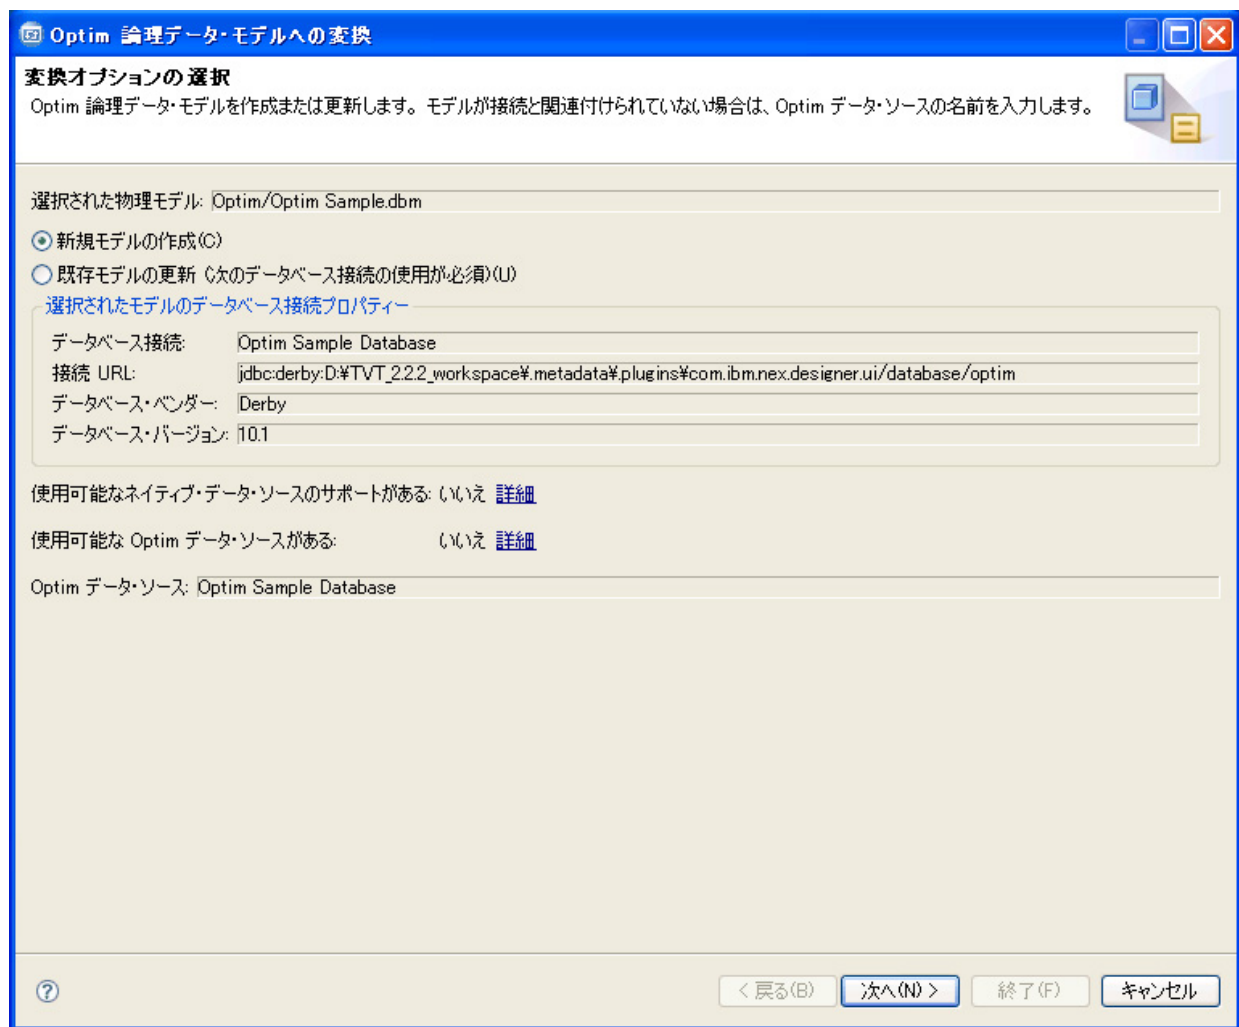 Optim 論理データ・モデルへの変換
変換オプションの選択
Optim 論理データ・モデルを作成または更新します。モデルが接続と関連付けられていない場合は、Optim データ・ソースの名前を入力します。
選択された物理モデル: Optim/Optim Sample.dbm
新規モデルの作成(C)
既存モデルの更新 (次のデータベース接続の使用が必須)(U)
選択されたモデルのデータベース接続プロパティー
データベース接続: Optim Sample Database
接続 URL: jdbc:derby:D:¥TVT_2.2.2_workspace¥.metadata¥.plugins¥com.ibm.nex.designer.ui/database/optim
データベース・ベンダー: Derby
データベース・バージョン: 10.1
使用可能なネイティブ・データ・ソースのサポートがある: いいえ 詳細
使用可能な Optim データ・ソースがある: いいえ 詳細
Optim データ・ソース: Optim Sample Database
? < 戻る(B) 次へ(N) > 終了(F) キャンセル